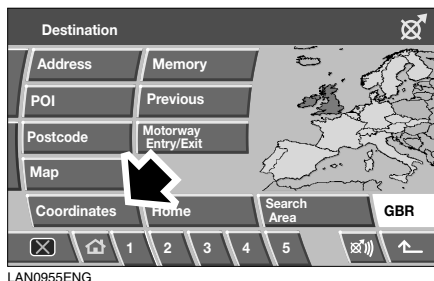 Destination
Address Memory
POI Previous
Postcode Motorway
Entry/Exit
Map
Coordinates Home Search
Area GBR
1 2 3 4 5
LAN0955ENG